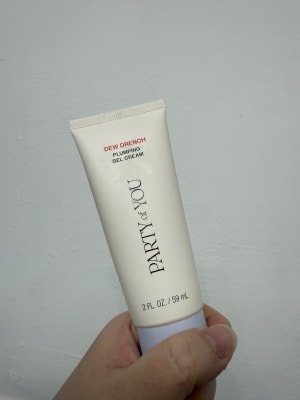 DEW DRENCH
PLUMPING
GEL CREAM
PARTY OF YOU
2 FL. OZ. / 59 mL